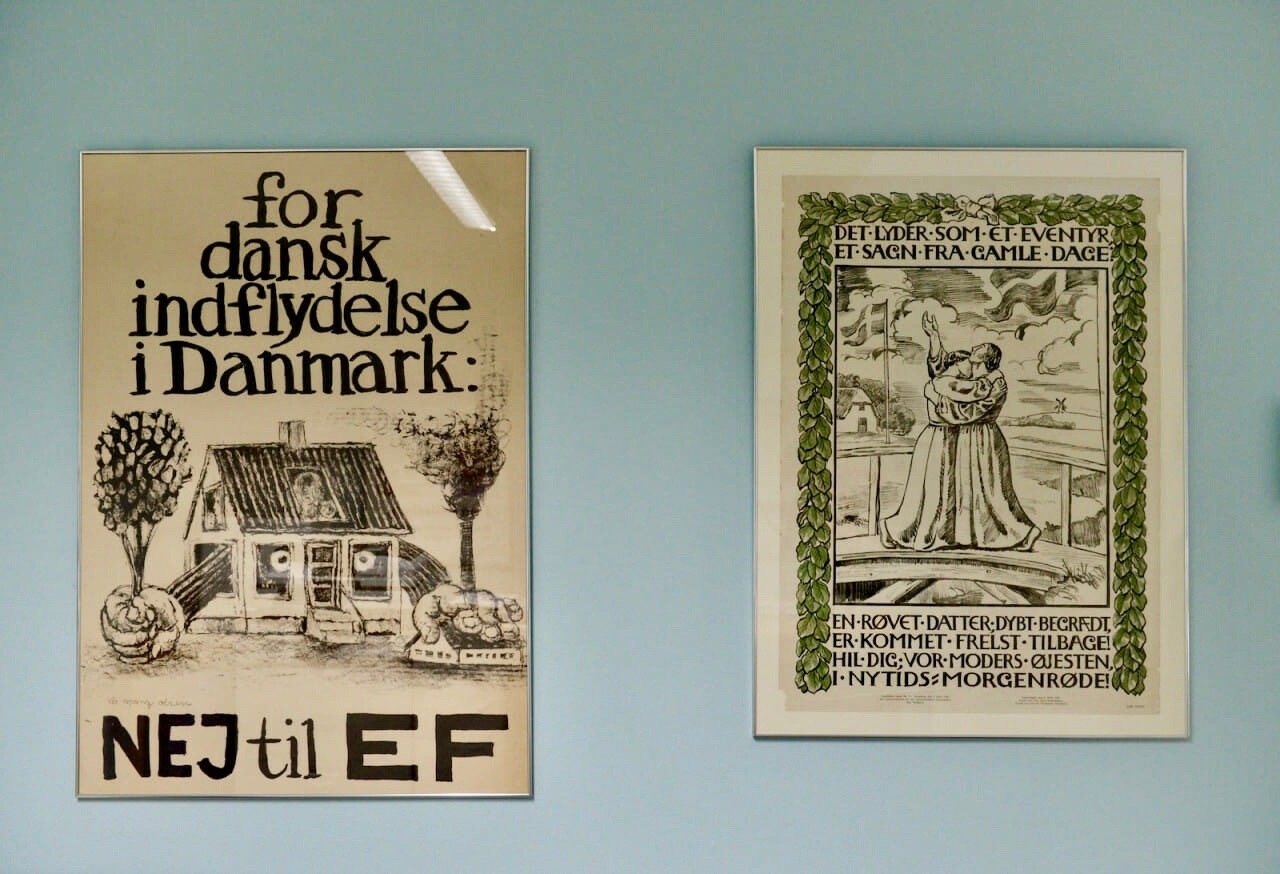 for
dansk
indflydelse
i Danmark:
NEJ til EF
DET·LYDER·SOM·ET·EVENTYR
ET·SAGN·FRA·GAMLE·DAGE
EN·RØVET·DATTER,·DYBT·BEGRÆDT,
ER·KOMMET·FRELST·TILBAGE!
HIL·DIG,·VOR·MODERS·ØJESTEN,
I·NYTIDS=MORGENRØDE!